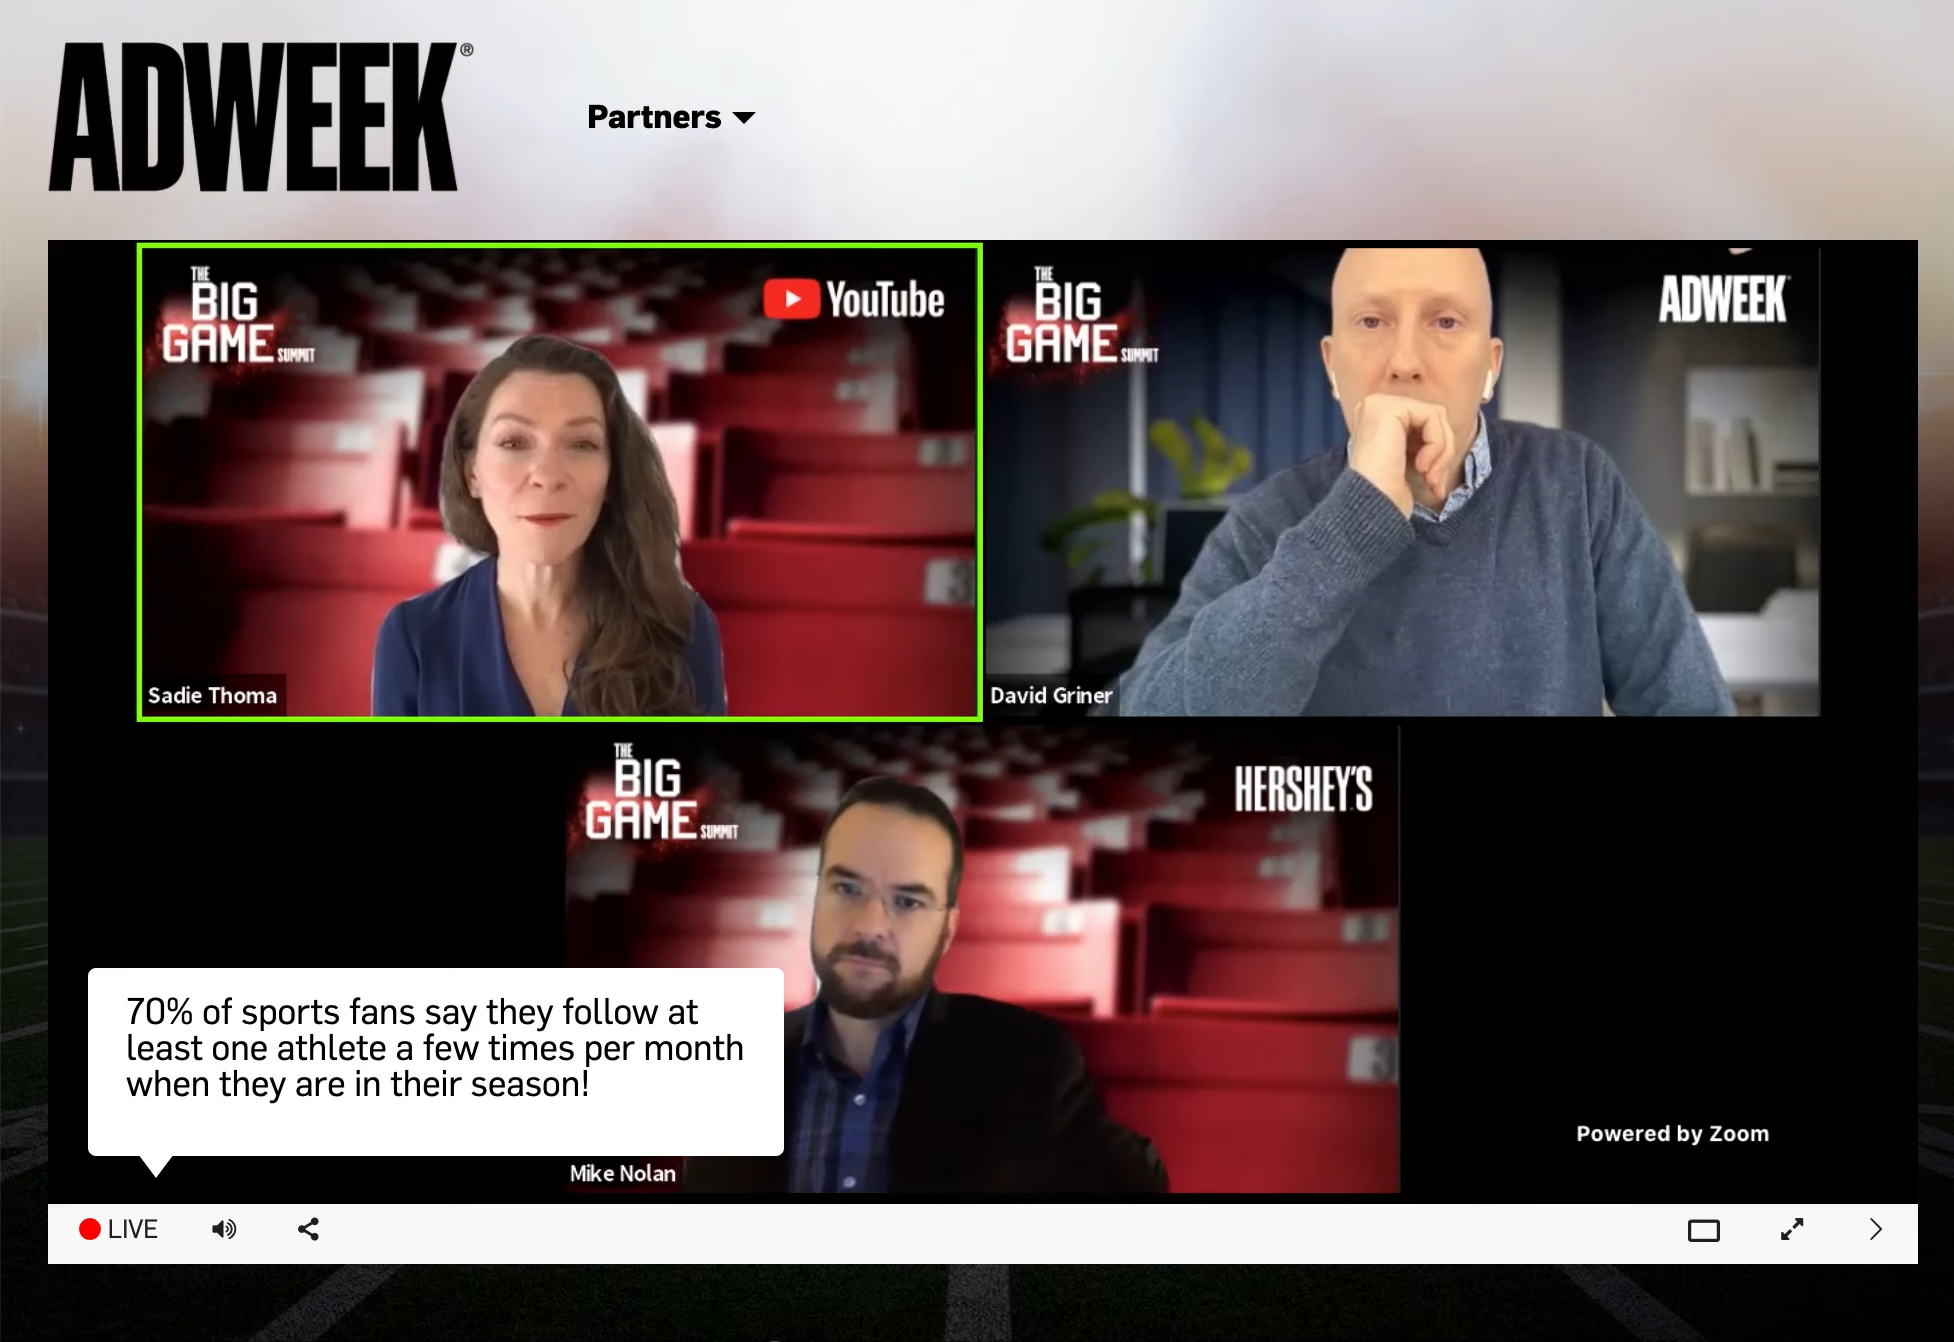 ADWEEK®
Partners
THE
BIG
GAME SUMMIT
YouTube
Sadie Thoma
THE
BIG
GAME SUMMIT
ADWEEK
David Griner
THE
BIG
GAME SUMMIT
HERSHEY'S
3
3
Mike Nolan
70% of sports fans say they follow at
least one athlete a few times per month
when they are in their season!
Powered by Zoom
LIVE